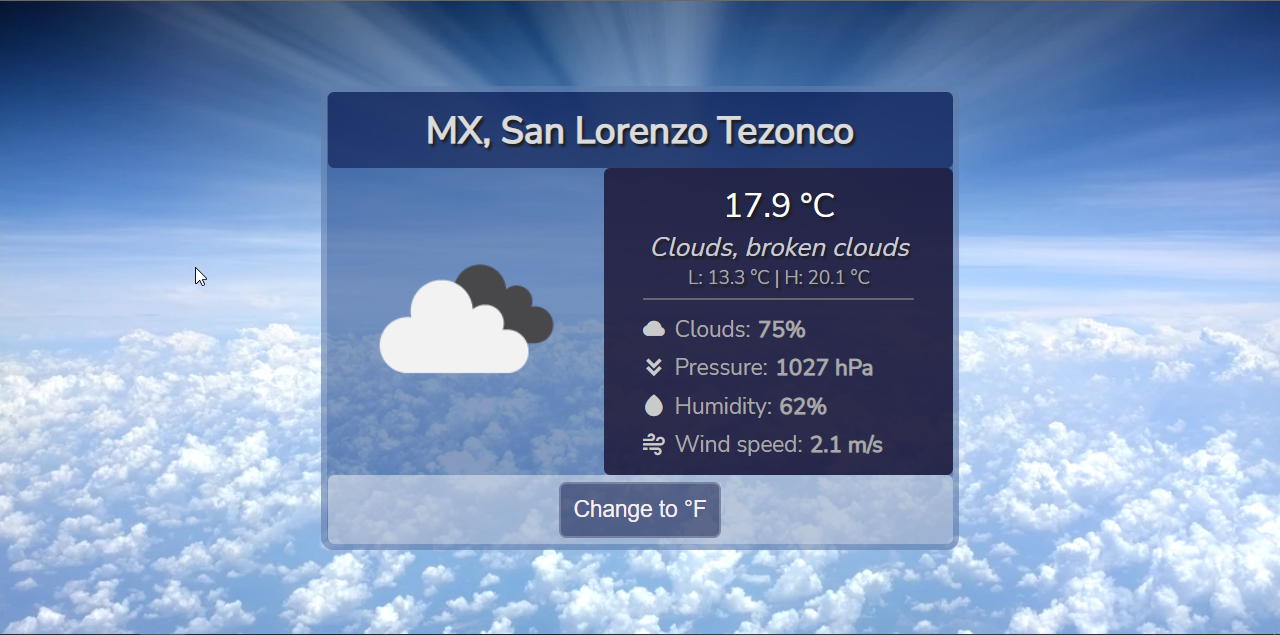 MX, San Lorenzo Tezonco
17.9 °C
Clouds, broken clouds
L: 13.3 °C | H: 20.1 °C
Clouds: 75%
Pressure: 1027 hPa
Humidity: 62%
Wind speed: 2.1 m/s
Change to °F